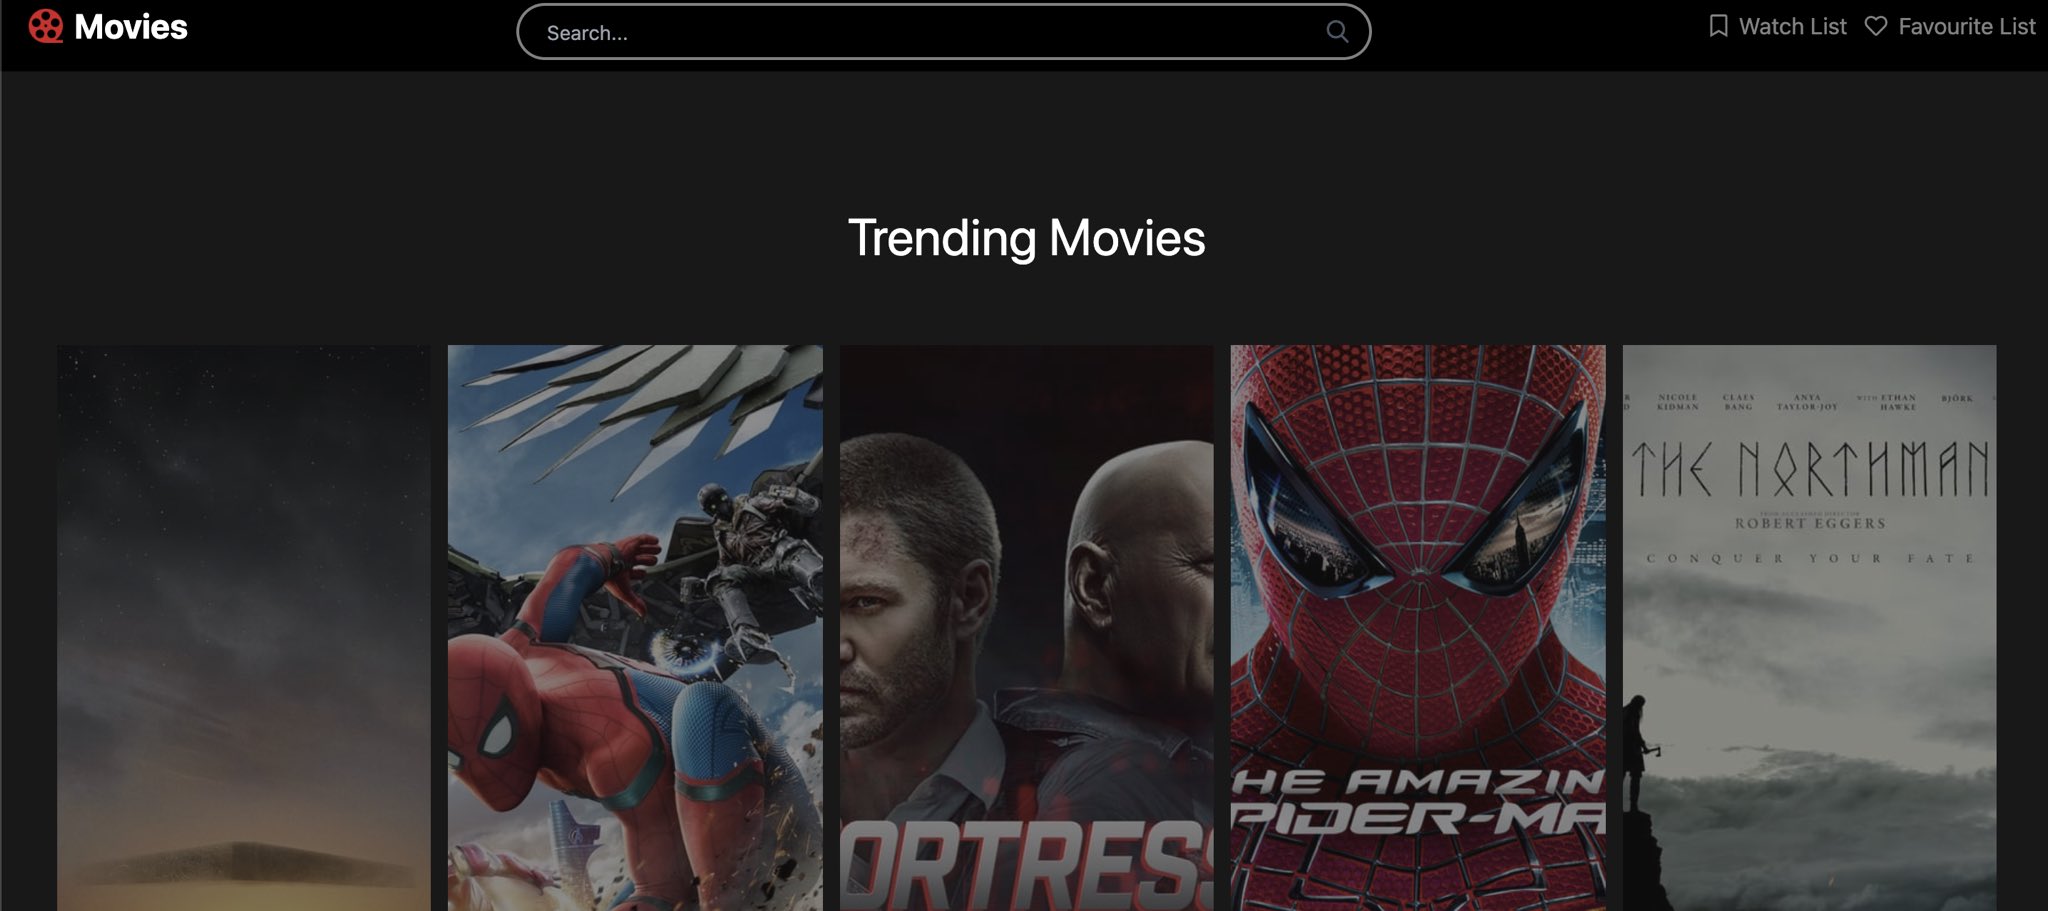 Movies
Search...
Watch List
Favourite List
Trending Movies
ORTRESS
HE AMAZIN
PIDER-MA
NICOLE KIDMAN
CLAES BANG
ANYA TAYLOR-JOY
WITH ETHAN HAWKE
BJÖRK
THE NORTHMAN
ROBERT EGGERS
CONQUER YOUR FATE